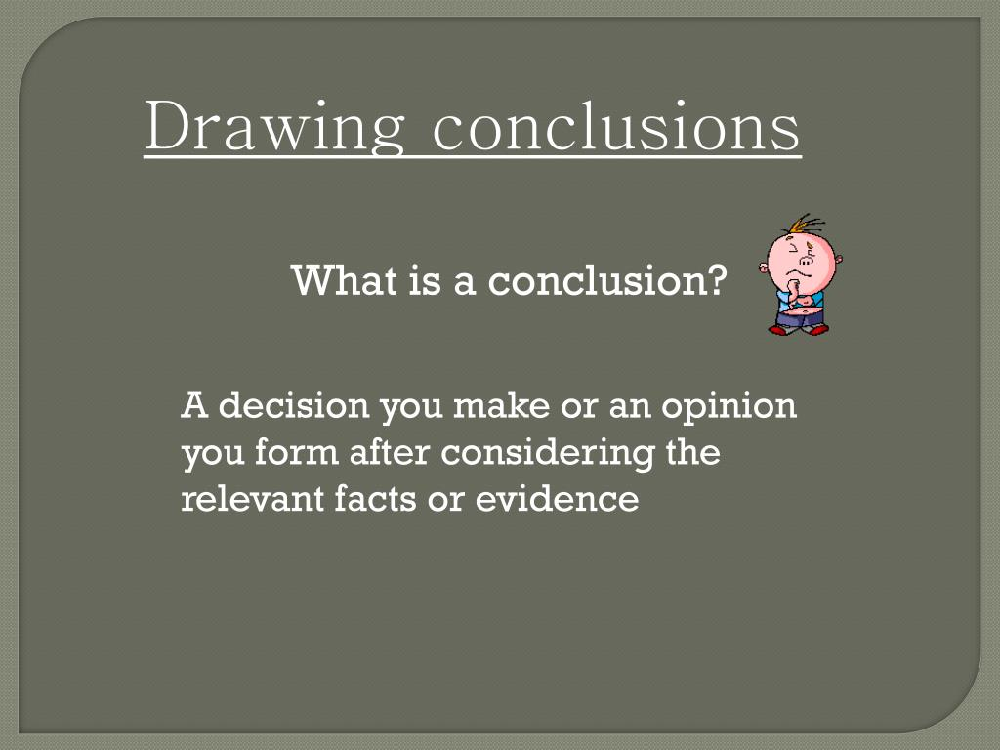 Drawing conclusions
What is a conclusion?
A decision you make or an opinion
you form after considering the
relevant facts or evidence